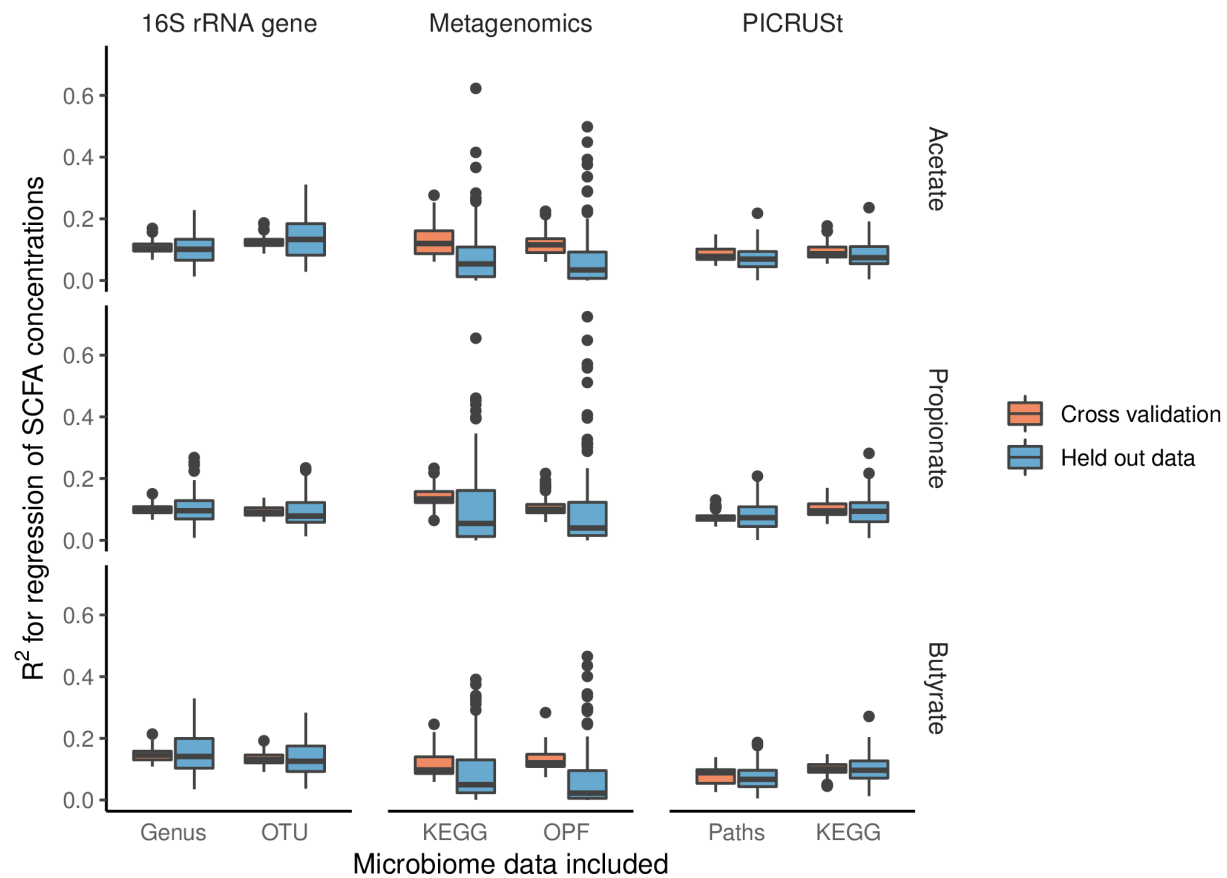 16S rRNA gene
Metagenomics
PICRUSt
R² for regression of SCFA concentrations
0.6
0.4
0.2
0.0
Acetate
0.6
0.4
0.2
0.0
Propionate
0.6
0.4
0.2
0.0
Butyrate
Cross validation
Held out data
Genus
OTU
KEGG
OPF
Paths
KEGG
Microbiome data included